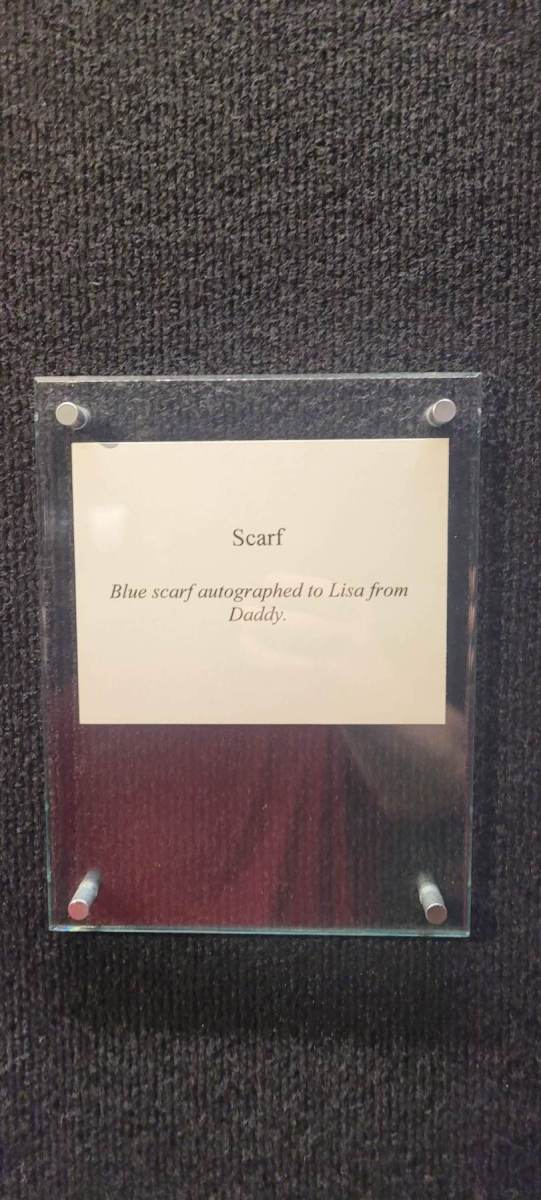 Scarf
Blue scarf autographed to Lisa from
Daddy.